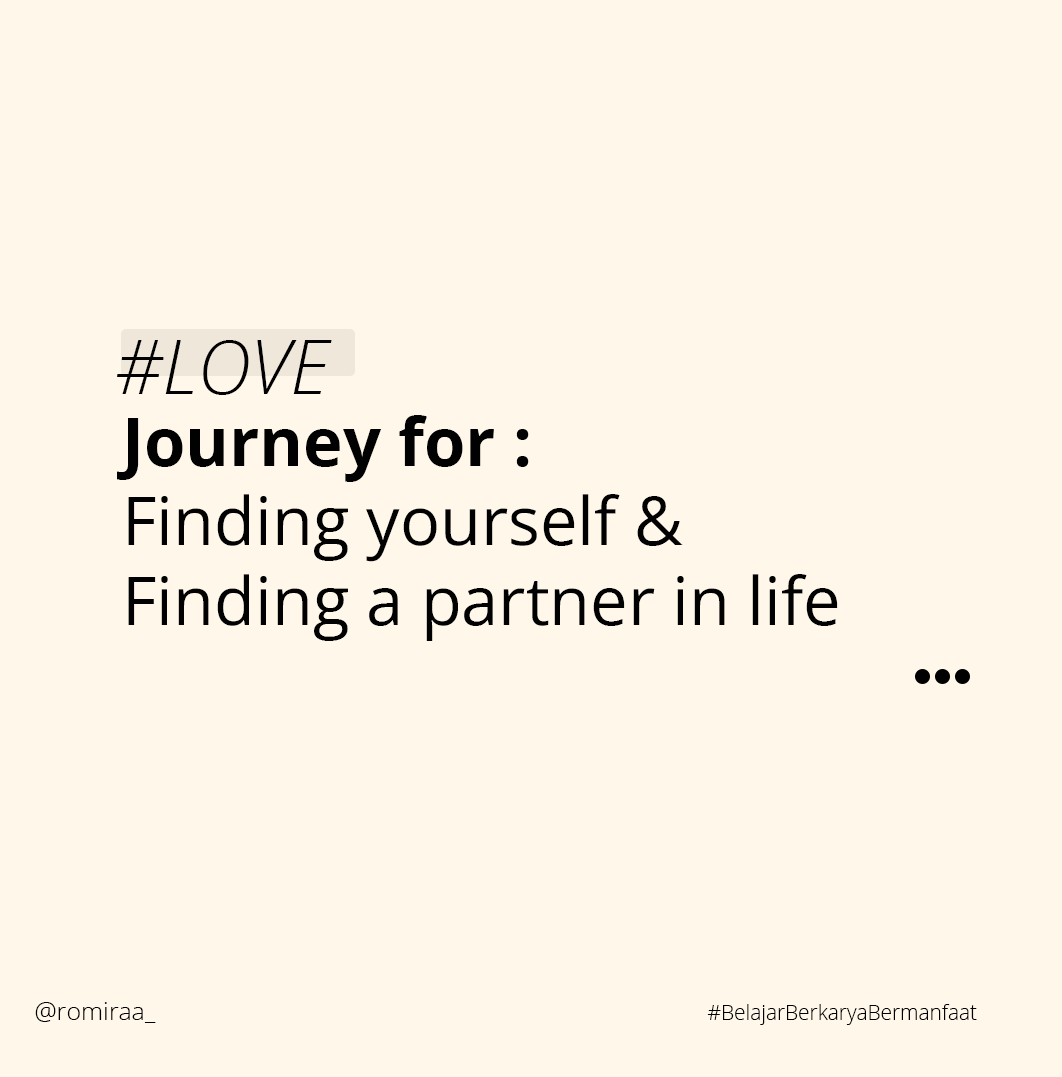 #LOVE
Journey for :
Finding yourself &
Finding a partner in life
•••
@romiraa_
#BelajarBerkaryaBermanfaat